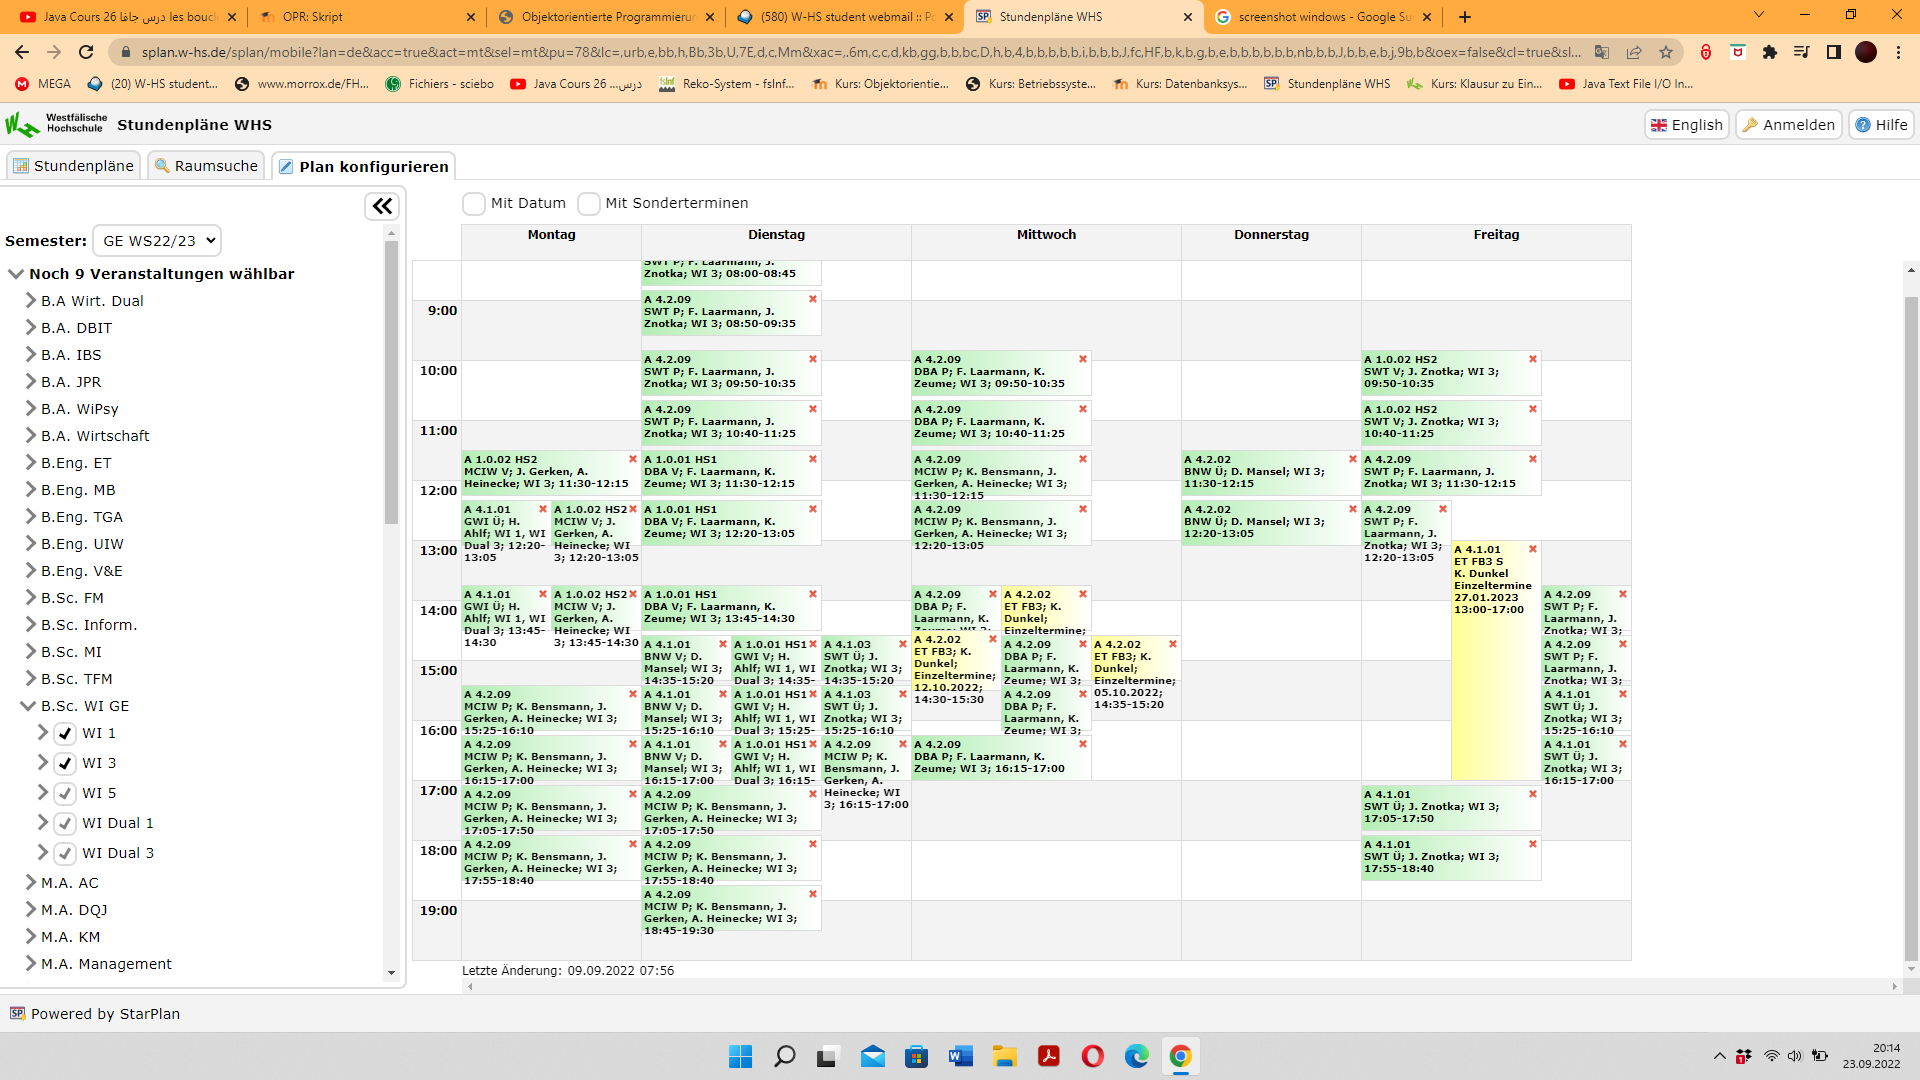 Java Cours 26 درس جافا les boucl
OPR: Skript
Objektorientierte Programmierun
(580) W-HS student webmail :: Po
Stundenpläne WHS
screenshot windows - Google Su
splan.w-hs.de/splan/mobile?lan=de&acc=true&act=mt&sel=mt&pu=78&lc=,urb,e,bb,h,Bb,3b,U,7E,d,c,Mm&xac=,.6m,c,c,d,kb,gg,b,b,bc,D,h,b,4,b,b,b,b,b,i,b,b,b,J,fc,HF,b,k,b,g,b,e,b,b,b,b,b,b,nb,b,b,J,b,b,e,b,j,9b,b&oex=false&cl=true&sl...
MEGA
(20) W-HS student...
www.morrox.de/FH...
Fichiers - sciebo
Java Cours 26 ...درس
Reko-System - fsInf...
Kurs: Objektorientie...
Kurs: Betriebssyste...
Kurs: Datenbanksys...
Stundenpläne WHS
Kurs: Klausur zu Ein...
Java Text File I/O In...
Westfälische
Hochschule
Stundenpläne WHS
English
Anmelden
Hilfe
Stundenpläne
Raumsuche
Plan konfigurieren
Mit Datum
Mit Sonderterminen
Semester: GE WS22/23
Noch 9 Veranstaltungen wählbar
B.A Wirt. Dual
B.A. DBIT
B.A. IBS
B.A. JPR
B.A. WiPsy
B.A. Wirtschaft
B.Eng. ET
B.Eng. MB
B.Eng. TGA
B.Eng. UIW
B.Eng. V&E
B.Sc. FM
B.Sc. Inform.
B.Sc. MI
B.Sc. TFM
B.Sc. WI GE
WI 1
WI 3
WI 5
WI Dual 1
WI Dual 3
M.A. AC
M.A. DQJ
M.A. KM
M.A. Management
Montag
Dienstag
Mittwoch
Donnerstag
Freitag
9:00
10:00
11:00
12:00
13:00
14:00
15:00
16:00
17:00
18:00
19:00
A 1.0.02 HS2
MCIW V; J. Gerken, A.
Heinecke; WI 3; 11:30-12:15
A 4.1.01
GWI Ü; H.
Ahlf; WI 1, WI
Dual 3; 12:20-
13:05
A 1.0.02 HS2
MCIW V; J.
Gerken, A.
Heinecke; WI
3; 12:20-13:05
A 4.1.01
GWI Ü; H.
Ahlf; WI 1, WI
Dual 3; 13:45-
14:30
A 1.0.02 HS2
MCIW V; J.
Gerken, A.
Heinecke; WI
3; 13:45-14:30
A 4.2.09
MCIW P; K. Bensmann, J.
Gerken, A. Heinecke; WI 3;
15:25-16:10
A 4.2.09
MCIW P; K. Bensmann, J.
Gerken, A. Heinecke; WI 3;
16:15-17:00
A 4.2.09
MCIW P; K. Bensmann, J.
Gerken, A. Heinecke; WI 3;
17:05-17:50
A 4.2.09
MCIW P; K. Bensmann, J.
Gerken, A. Heinecke; WI 3;
17:55-18:40
SWT P; F. Laarmann, J.
Znotka; WI 3; 08:00-08:45
A 4.2.09
SWT P; F. Laarmann, J.
Znotka; WI 3; 08:50-09:35
A 4.2.09
SWT P; F. Laarmann, J.
Znotka; WI 3; 09:50-10:35
A 4.2.09
SWT P; F. Laarmann, J.
Znotka; WI 3; 10:40-11:25
A 1.0.01 HS1
DBA V; F. Laarmann, K.
Zeume; WI 3; 11:30-12:15
A 1.0.01 HS1
DBA V; F. Laarmann, K.
Zeume; WI 3; 12:20-13:05
A 1.0.01 HS1
DBA V; F. Laarmann, K.
Zeume; WI 3; 13:45-14:30
A 4.1.01
BNW V; D.
Mansel; WI 3;
14:35-15:20
A 1.0.01 HS1
GWI V; H.
Ahlf; WI 1, WI
Dual 3; 14:35-
A 4.1.03
SWT Ü; J.
Znotka; WI 3;
14:35-15:20
A 4.1.01
BNW V; D.
Mansel; WI 3;
15:25-16:10
A 1.0.01 HS1
GWI V; H.
Ahlf; WI 1, WI
Dual 3; 15:25-
A 4.1.03
SWT Ü; J.
Znotka; WI 3;
15:25-16:10
A 4.1.01
BNW V; D.
Mansel; WI 3;
16:15-17:00
A 1.0.01 HS1
GWI V; H.
Ahlf; WI 1, WI
Dual 3; 16:15-
A 4.2.09
MCIW P; K.
Bensmann, J.
Gerken, A.
Heinecke; WI
3; 16:15-17:00
A 4.2.09
MCIW P; K. Bensmann, J.
Gerken, A. Heinecke; WI 3;
17:05-17:50
A 4.2.09
MCIW P; K. Bensmann, J.
Gerken, A. Heinecke; WI 3;
17:55-18:40
A 4.2.09
MCIW P; K. Bensmann, J.
Gerken, A. Heinecke; WI 3;
18:45-19:30
A 4.2.09
DBA P; F. Laarmann, K.
Zeume; WI 3; 09:50-10:35
A 4.2.09
DBA P; F. Laarmann, K.
Zeume; WI 3; 10:40-11:25
A 4.2.09
MCIW P; K. Bensmann, J.
Gerken, A. Heinecke; WI 3;
11:30-12:15
A 4.2.09
MCIW P; K. Bensmann, J.
Gerken, A. Heinecke; WI 3;
12:20-13:05
A 4.2.09
DBA P; F.
Laarmann, K.
Zeume; WI 3;
A 4.2.02
ET FB3; K.
Dunkel;
Einzeltermine;
A 4.2.02
ET FB3; K.
Dunkel;
Einzeltermine;
12.10.2022;
14:30-15:30
A 4.2.09
DBA P; F.
Laarmann, K.
Zeume; WI 3;
A 4.2.02
ET FB3; K.
Dunkel;
Einzeltermine;
05.10.2022;
14:35-15:20
A 4.2.09
DBA P; F.
Laarmann, K.
Zeume; WI 3;
A 4.2.09
DBA P; F. Laarmann, K.
Zeume; WI 3; 16:15-17:00
A 4.2.02
BNW Ü; D. Mansel; WI 3;
11:30-12:15
A 4.2.02
BNW Ü; D. Mansel; WI 3;
12:20-13:05
A 1.0.02 HS2
SWT V; J. Znotka; WI 3;
09:50-10:35
A 1.0.02 HS2
SWT V; J. Znotka; WI 3;
10:40-11:25
A 4.2.09
SWT P; F. Laarmann, J.
Znotka; WI 3; 11:30-12:15
A 4.2.09
SWT P; F.
Laarmann, J.
Znotka; WI 3;
12:20-13:05
A 4.1.01
ET FB3 S
K. Dunkel
Einzeltermine
27.01.2023
13:00-17:00
A 4.2.09
SWT P; F.
Laarmann, J.
Znotka; WI 3;
A 4.2.09
SWT P; F.
Laarmann, J.
Znotka; WI 3;
A 4.1.01
SWT Ü; J.
Znotka; WI 3;
15:25-16:10
A 4.1.01
SWT Ü; J.
Znotka; WI 3;
16:15-17:00
A 4.1.01
SWT Ü; J. Znotka; WI 3;
17:05-17:50
A 4.1.01
SWT Ü; J. Znotka; WI 3;
17:55-18:40
Letzte Änderung: 09.09.2022 07:56
Powered by StarPlan
20:14
23.09.2022